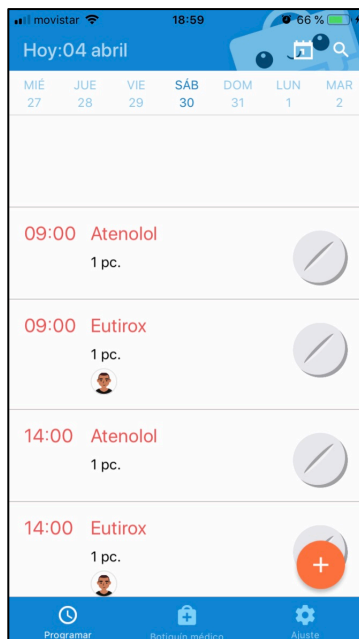 movistar 18:59 66 %
Hoy:04 abril
MIÉ JUE VIE SÁB DOM LUN MAR
27 28 29 30 31 1 2
09:00 Atenolol
1 pc.
09:00 Eutirox
1 pc.
14:00 Atenolol
1 pc.
14:00 Eutirox
1 pc.
+
Programar Botiquín médico Ajuste